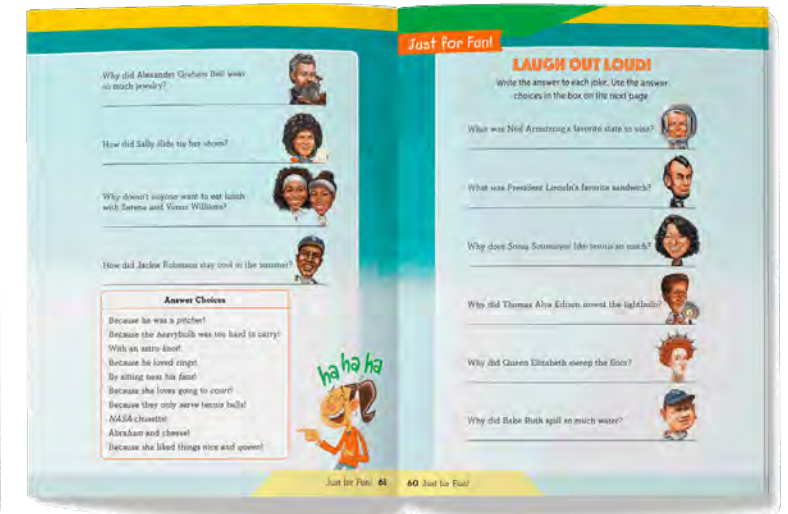 Why did Alexander Graham Bell wear
so much jewelry?
How did Sally Ride tie her shoes?
Why doesn't anyone want to eat lunch
with Serena and Venus Williams?
How did Jackie Robinson stay cool in the summer?
Answer Choices
Because he was a pitcher!
Because the heavybulb was too hard to carry!
With an astro-knot!
Because he loved rings!
By sitting near his fans!
Because she loves going to court!
Because they only serve tennis balls!
NASA-chusetts!
Abraham and cheese!
Because she liked things nice and queen!
ha ha ha
Just for Fun! 61
Just for Fun!
LAUGH OUT LOUD!
Write the answer to each joke. Use the answer
choices in the box on the next page
What was Neil Armstrong's favorite state to visit?
What was President Lincoln's favorite sandwich?
Why does Sonia Sotomayor like tennis so much?
Why did Thomas Alva Edison invent the lightbulb?
Why did Queen Elizabeth sweep the floor?
Why did Babe Ruth spill so much water?
60 Just for Fun!